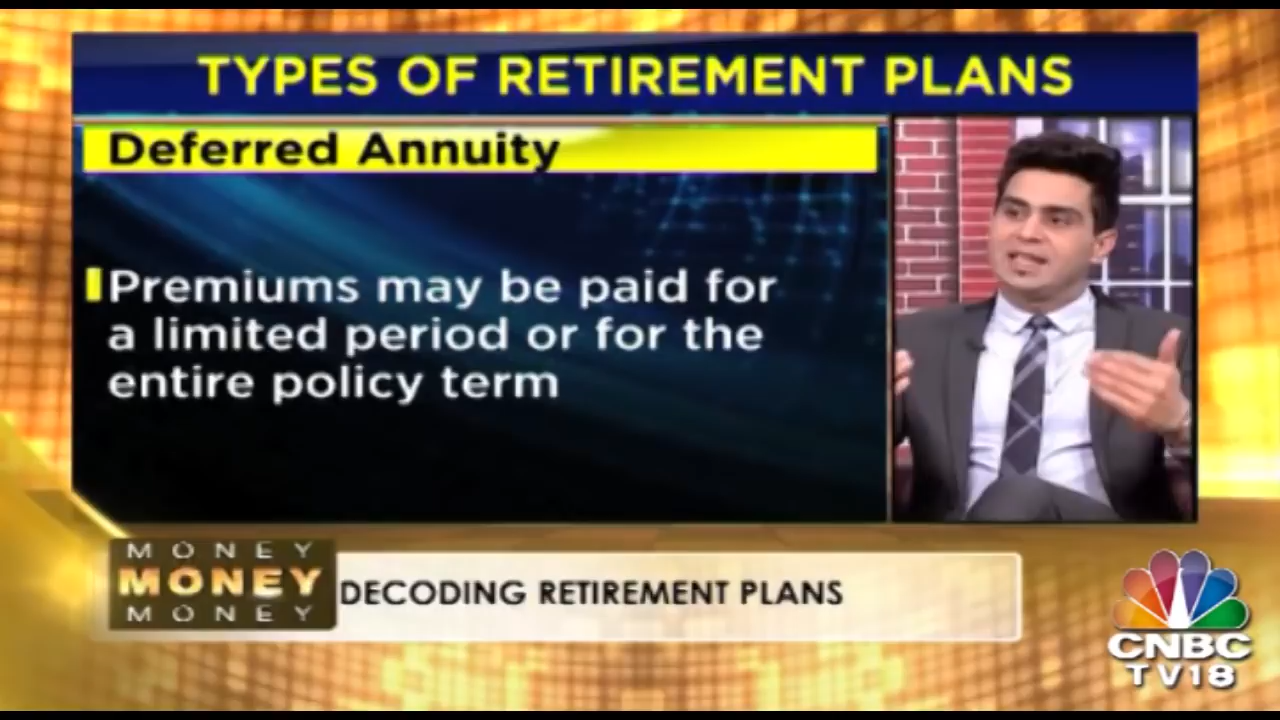 TYPES OF RETIREMENT PLANS
Deferred Annuity
Premiums may be paid for
a limited period or for the
entire policy term
MONEY
MONEY
MONEY
DECODING RETIREMENT PLANS
CNBC
TV18